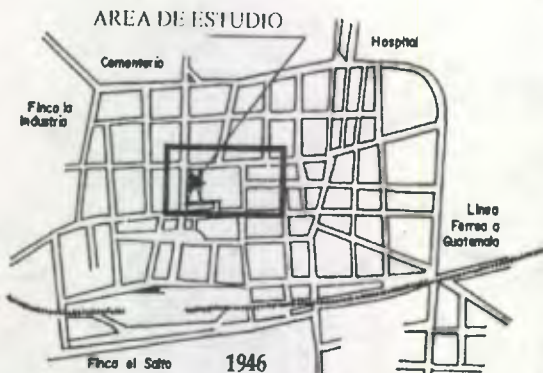 AREA DE ESTUDIO
Hospital
Cementerio
Finca la
Industria
Linea
Ferrea a
Guatemala
Finca el Salto
1946